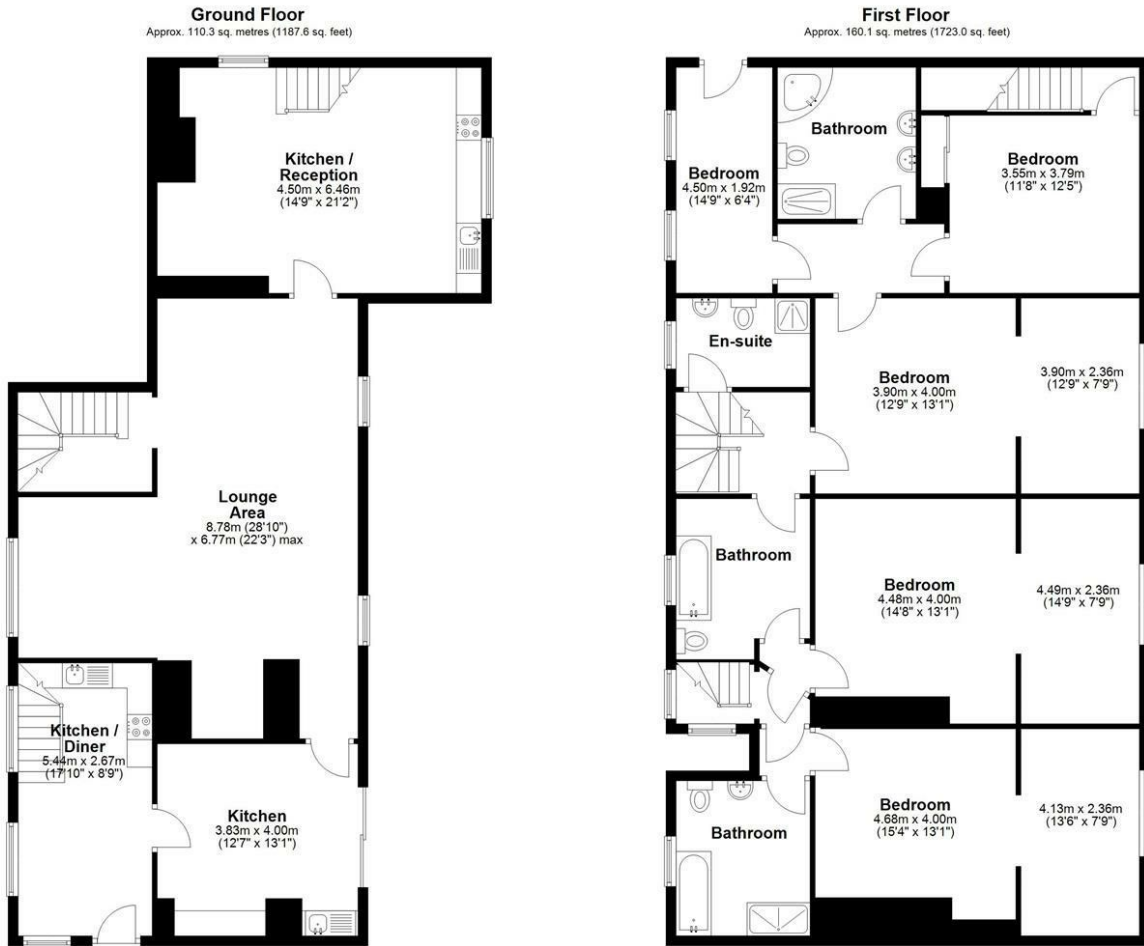 Ground Floor
Approx. 110.3 sq. metres (1187.6 sq. feet)
Kitchen /
Reception
4.50m x 6.46m
(14'9" x 21'2")
Lounge
Area
8.78m (28'10")
x 6.77m (22'3") max
Kitchen /
Diner
5.44m x 2.67m
(17'10" x 8'9")
Kitchen
3.83m x 4.00m
(12'7" x 13'1")
First Floor
Approx. 160.1 sq. metres (1723.0 sq. feet)
Bathroom
Bedroom
3.55m x 3.79m
(11'8" x 12'5")
Bedroom
4.50m x 1.92m
(14'9" x 6'4")
En-suite
Bedroom
3.90m x 4.00m
(12'9" x 13'1")
3.90m x 2.36m
(12'9" x 7'9")
Bathroom
Bedroom
4.48m x 4.00m
(14'8" x 13'1")
4.49m x 2.36m
(14'9" x 7'9")
Bathroom
Bedroom
4.68m x 4.00m
(15'4" x 13'1")
4.13m x 2.36m
(13'6" x 7'9")